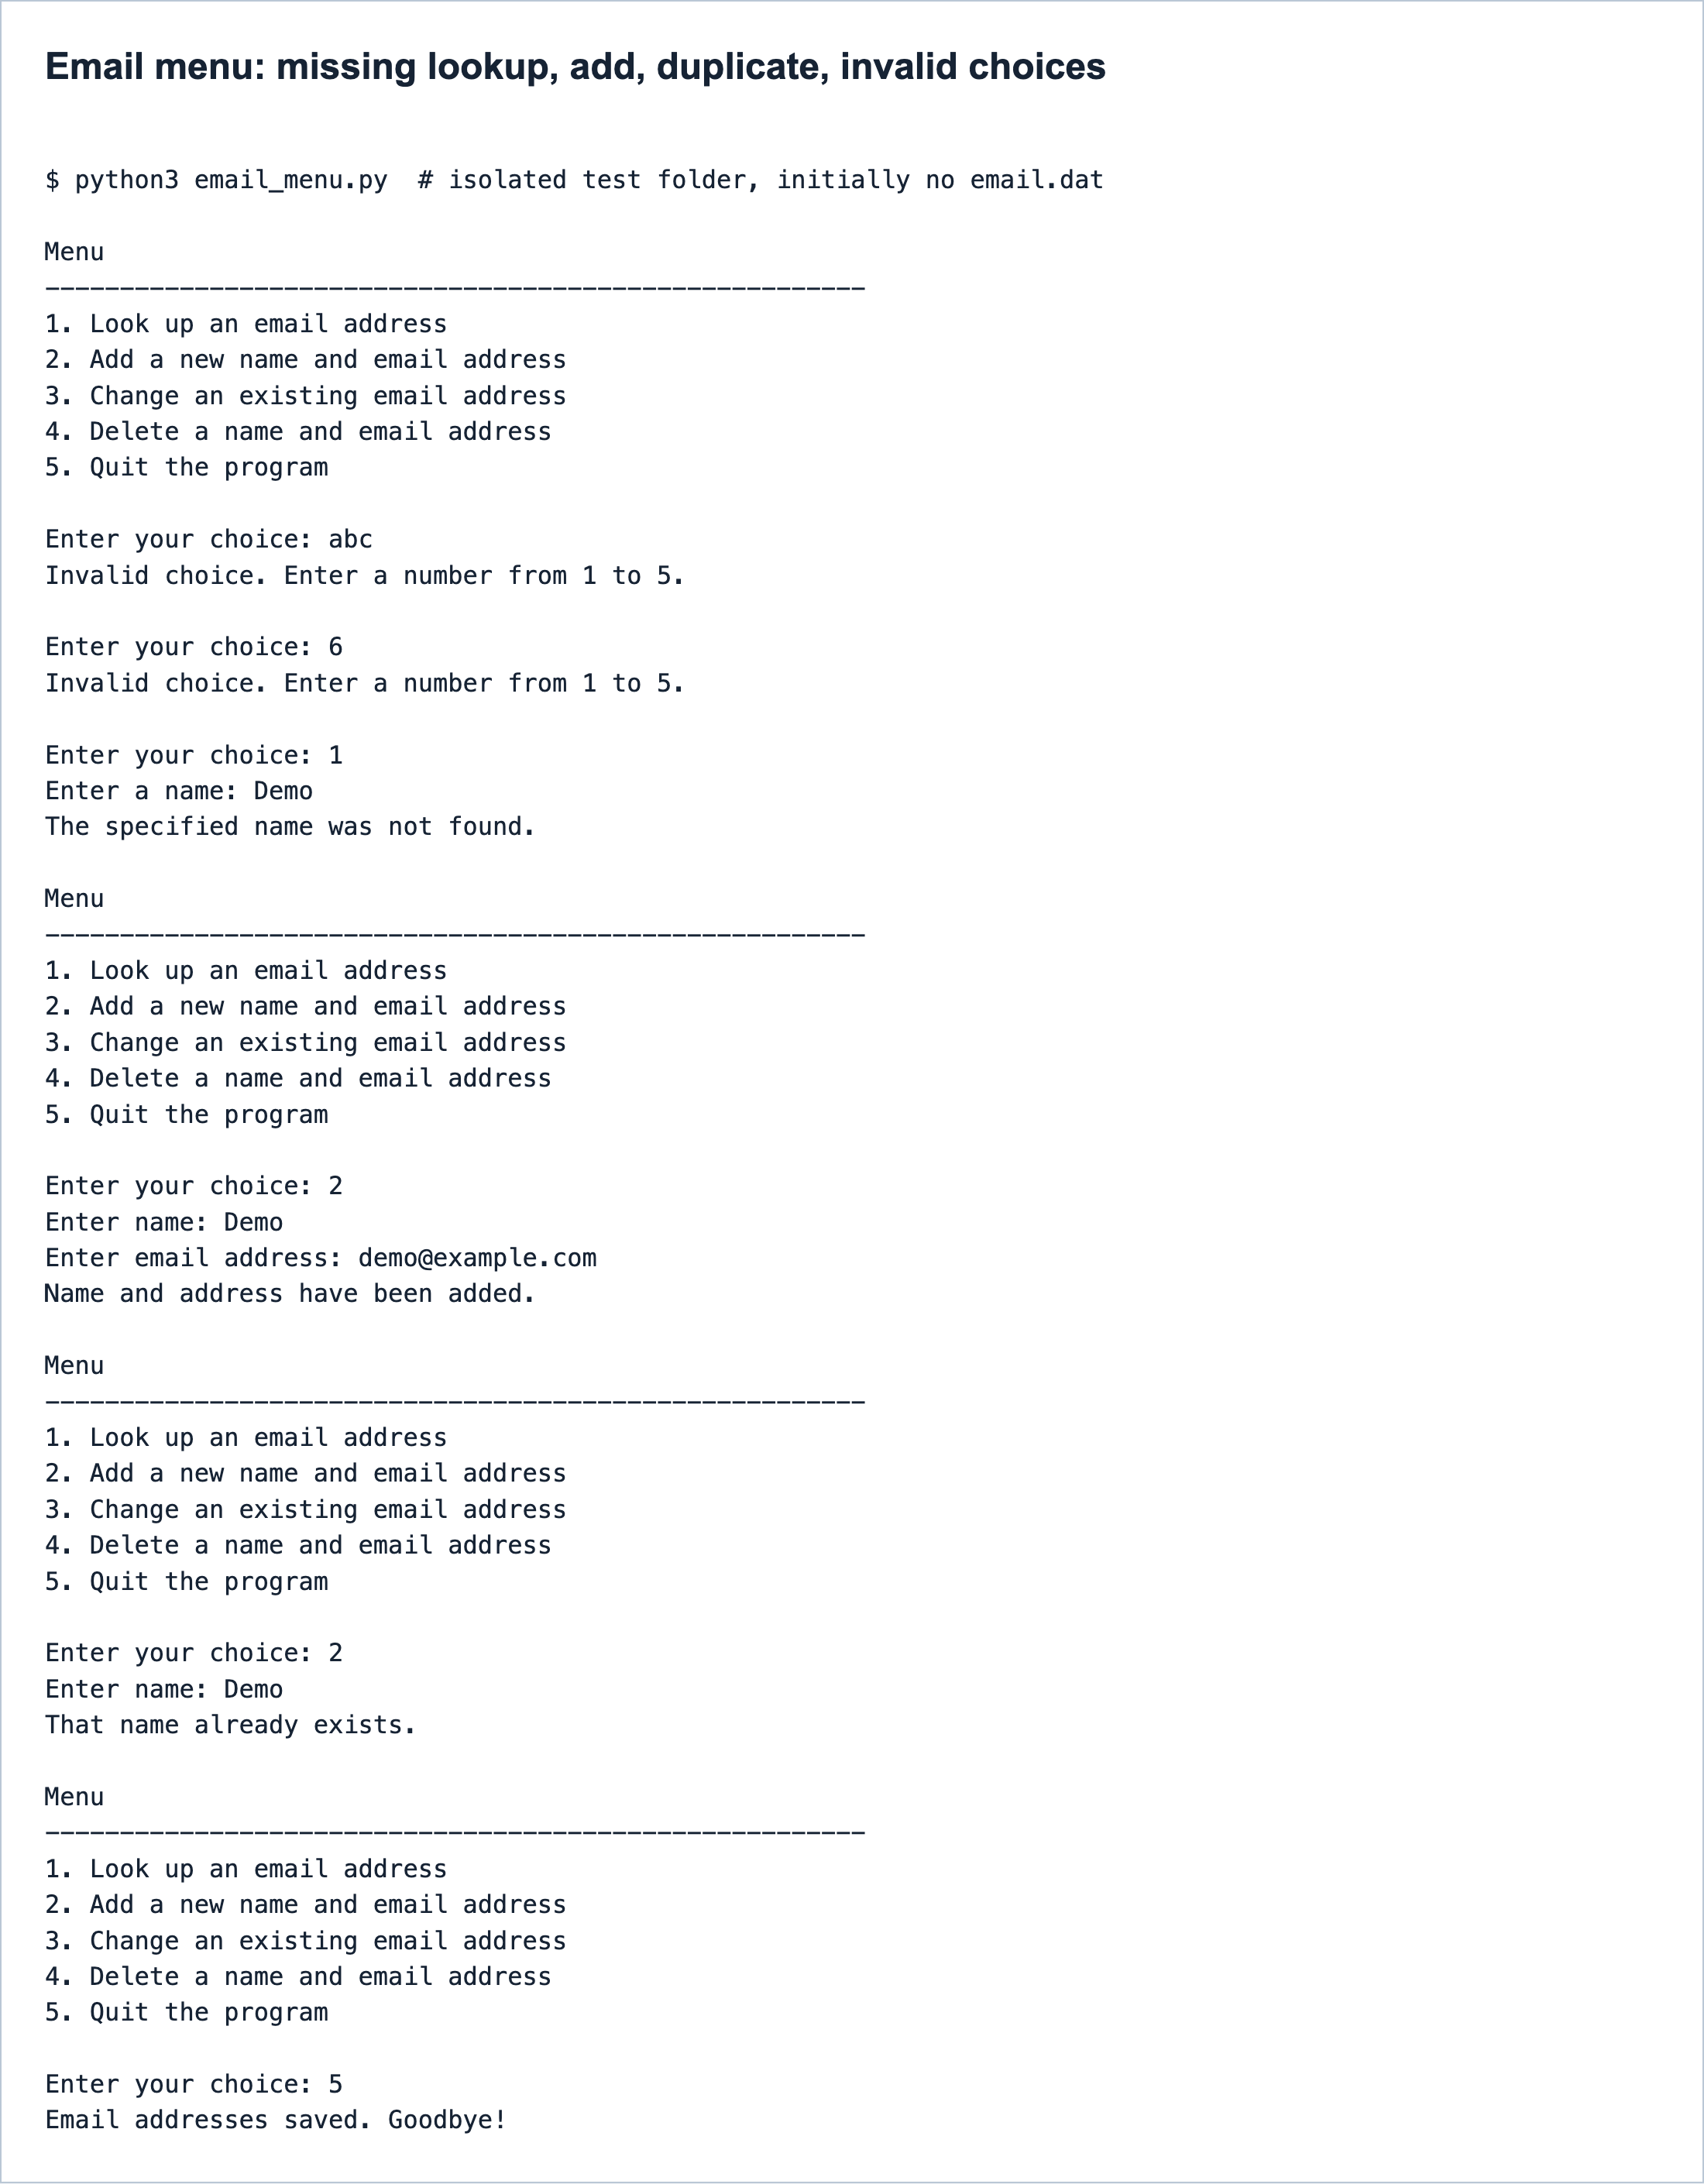 Email menu: missing lookup, add, duplicate, invalid choices
$ python3 email_menu.py  # isolated test folder, initially no email.dat
Menu
-------------------------------------------------------
1. Look up an email address
2. Add a new name and email address
3. Change an existing email address
4. Delete a name and email address
5. Quit the program
Enter your choice: abc
Invalid choice. Enter a number from 1 to 5.
Enter your choice: 6
Invalid choice. Enter a number from 1 to 5.
Enter your choice: 1
Enter a name: Demo
The specified name was not found.
Menu
-------------------------------------------------------
1. Look up an email address
2. Add a new name and email address
3. Change an existing email address
4. Delete a name and email address
5. Quit the program
Enter your choice: 2
Enter name: Demo
Enter email address: demo@example.com
Name and address have been added.
Menu
-------------------------------------------------------
1. Look up an email address
2. Add a new name and email address
3. Change an existing email address
4. Delete a name and email address
5. Quit the program
Enter your choice: 2
Enter name: Demo
That name already exists.
Menu
-------------------------------------------------------
1. Look up an email address
2. Add a new name and email address
3. Change an existing email address
4. Delete a name and email address
5. Quit the program
Enter your choice: 5
Email addresses saved. Goodbye!